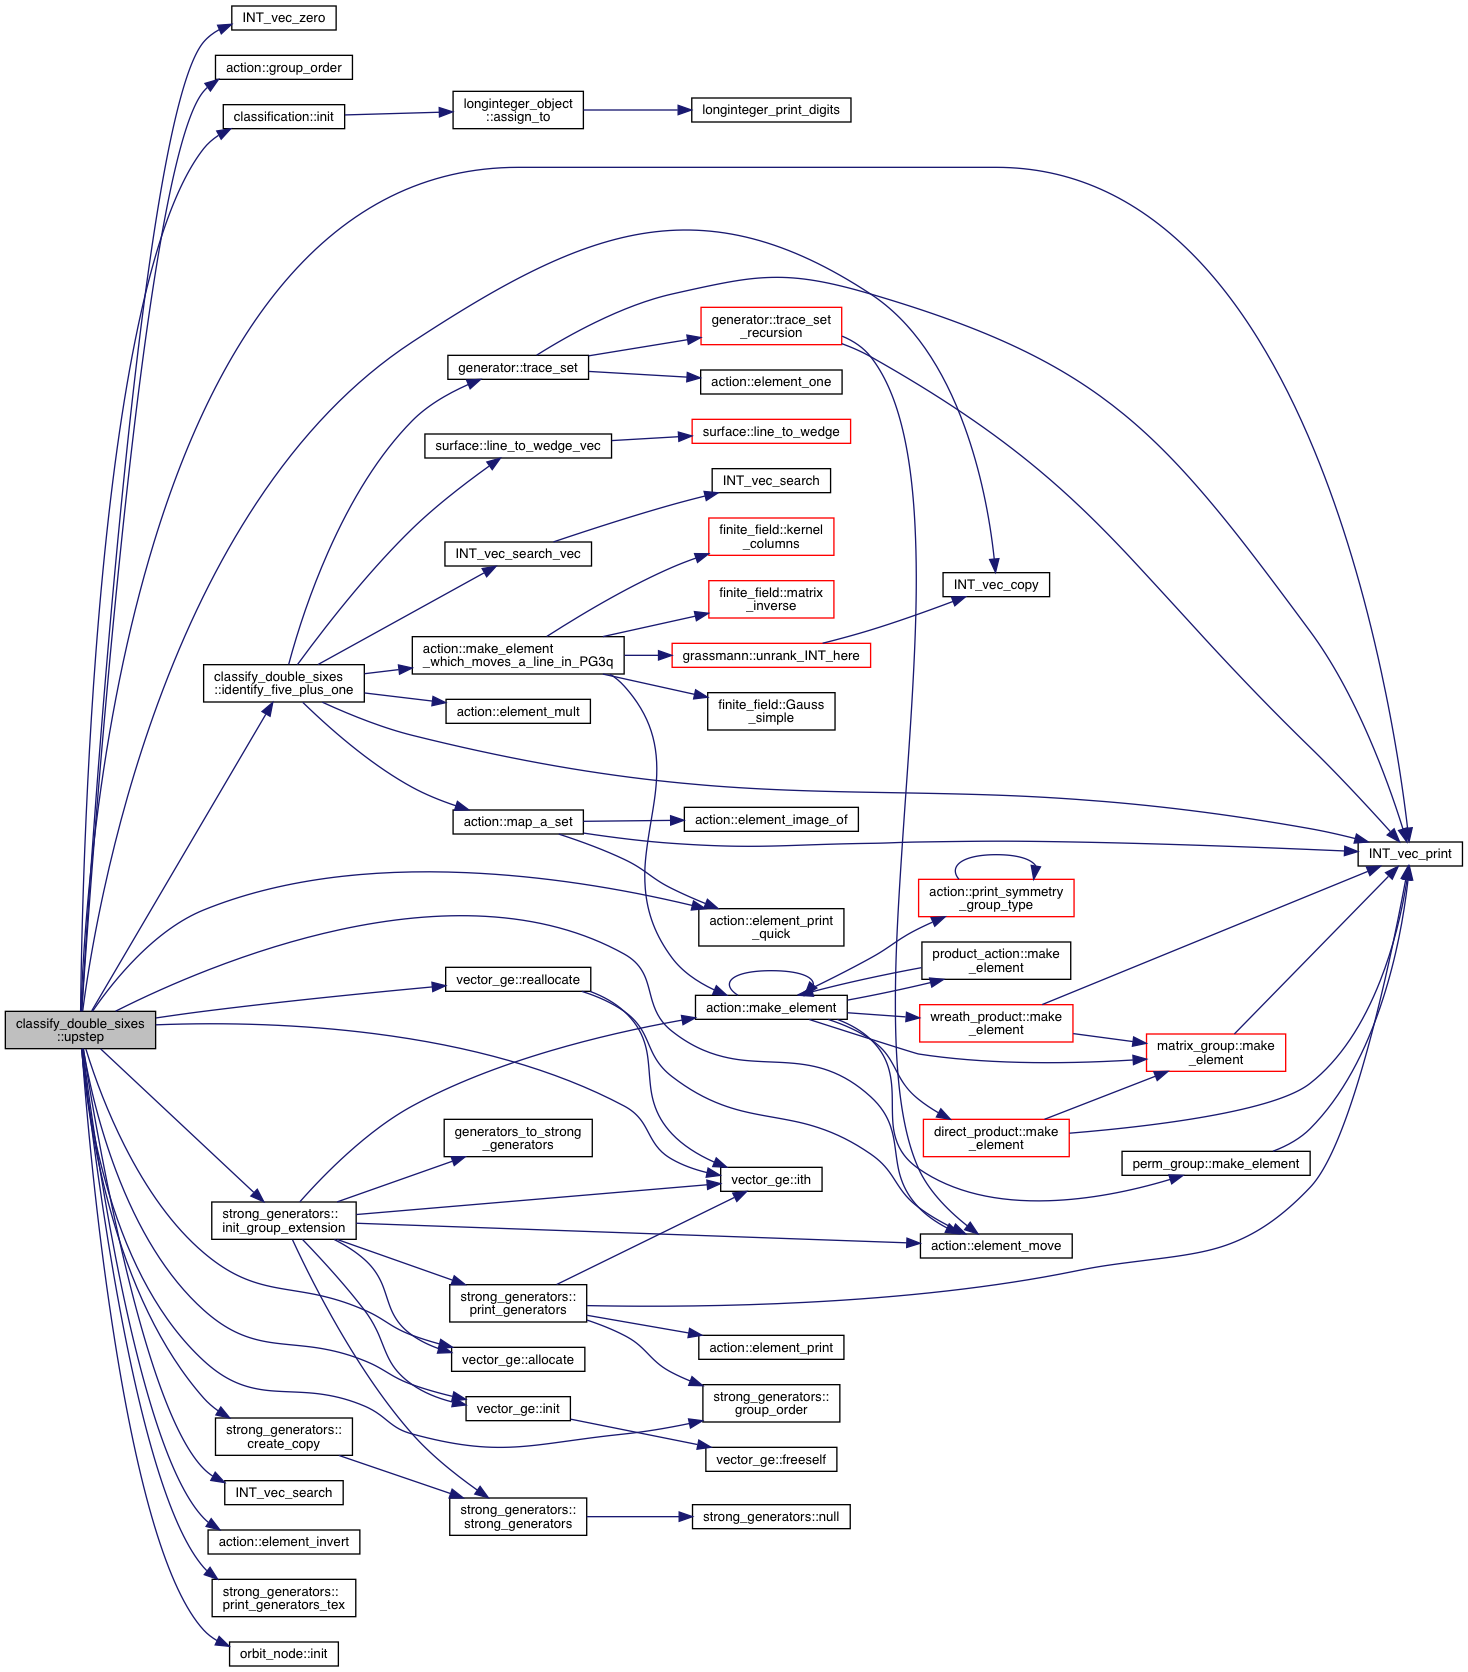 INT_vec_zero
action::group_order
classification::init
longinteger_object
::assign_to
longinteger_print_digits
generator::trace_set
_recursion
generator::trace_set
action::element_one
surface::line_to_wedge_vec
surface::line_to_wedge
INT_vec_search
finite_field::kernel
_columns
INT_vec_search_vec
finite_field::matrix
_inverse
INT_vec_copy
action::make_element
_which_moves_a_line_in_PG3q
grassmann::unrank_INT_here
classify_double_sixes
::identify_five_plus_one
action::element_mult
finite_field::Gauss
_simple
action::map_a_set
action::element_image_of
INT_vec_print
action::print_symmetry
_group_type
action::element_print
_quick
product_action::make
_element
vector_ge::reallocate
action::make_element
wreath_product::make
_element
classify_double_sixes
::upstep
matrix_group::make
_element
generators_to_strong
_generators
direct_product::make
_element
perm_group::make_element
vector_ge::ith
strong_generators::
init_group_extension
action::element_move
strong_generators::
print_generators
action::element_print
vector_ge::allocate
strong_generators::
group_order
vector_ge::init
strong_generators::
create_copy
vector_ge::freeself
INT_vec_search
strong_generators::
strong_generators
strong_generators::null
action::element_invert
strong_generators::
print_generators_tex
orbit_node::init